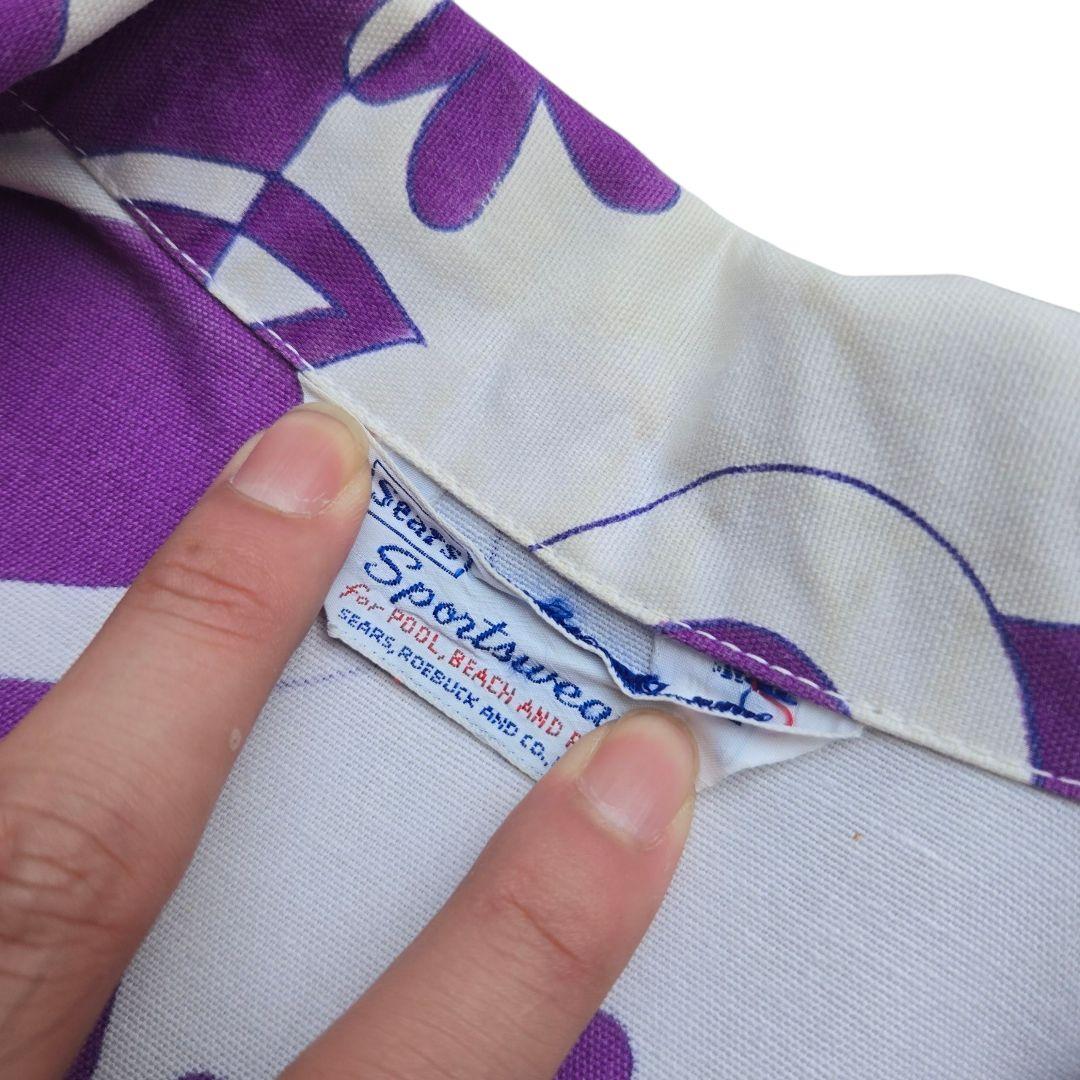 Sears
Sportswea
for POOL, BEACH AND
SEARS, ROEBUCK AND CO.,